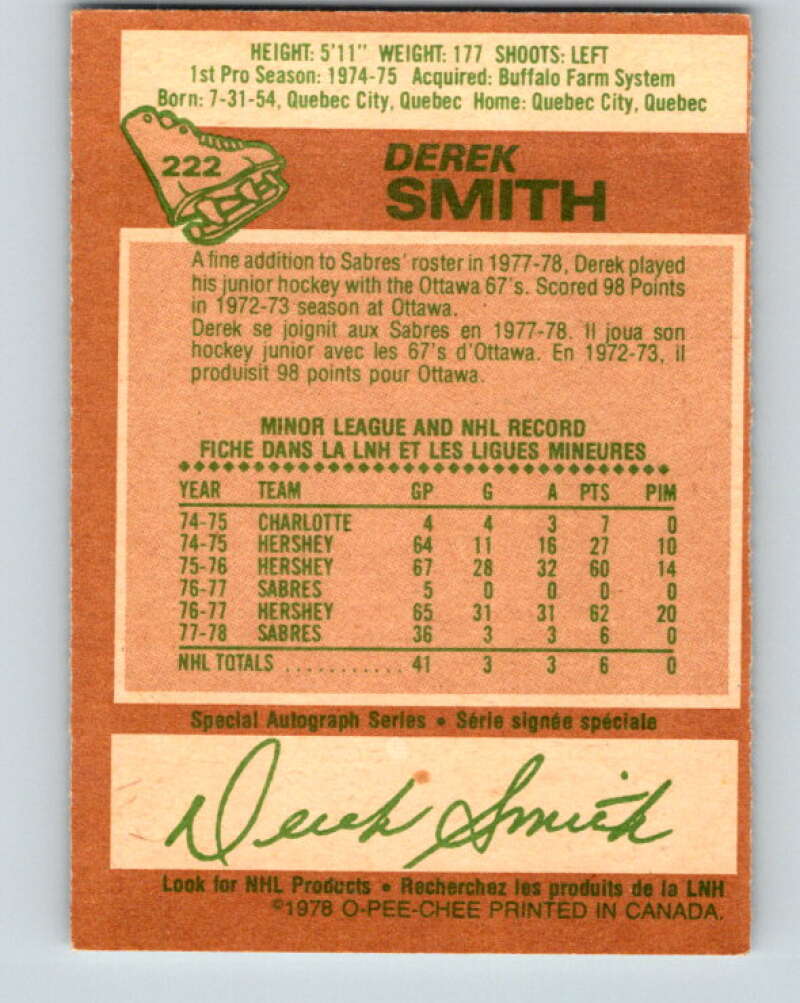 HEIGHT: 5'11" WEIGHT: 177 SHOOTS: LEFT
1st Pro Season: 1974-75 Acquired: Buffalo Farm System
Born: 7-31-54, Quebec City, Quebec Home: Quebec City, Quebec
222
DEREK
SMITH
A fine addition to Sabres' roster in 1977-78, Derek played
his junior hockey with the Ottawa 67's. Scored 98 Points
in 1972-73 season at Ottawa.
Derek se joignit aux Sabres en 1977-78. Il joua son
hockey junior avec les 67's d'Ottawa. En 1972-73, il
produisit 98 points pour Ottawa.
MINOR LEAGUE AND NHL RECORD
FICHE DANS LA LNH ET LES LIGUES MINEURES
YEAR TEAM GP G A PTS PIM
74-75 CHARLOTTE 4 4 3 7 0
74-75 HERSHEY 64 11 16 27 10
75-76 HERSHEY 67 28 32 60 14
76-77 SABRES 5 0 0 0 0
76-77 HERSHEY 65 31 31 62 20
77-78 SABRES 36 3 3 6 0
NHL TOTALS ............ 41 3 3 6 0
Special Autograph Series • Série signée spéciale
Derek Smith
Look for NHL Products • Recherchez les produits de la LNH
©1978 O-PEE-CHEE PRINTED IN CANADA.